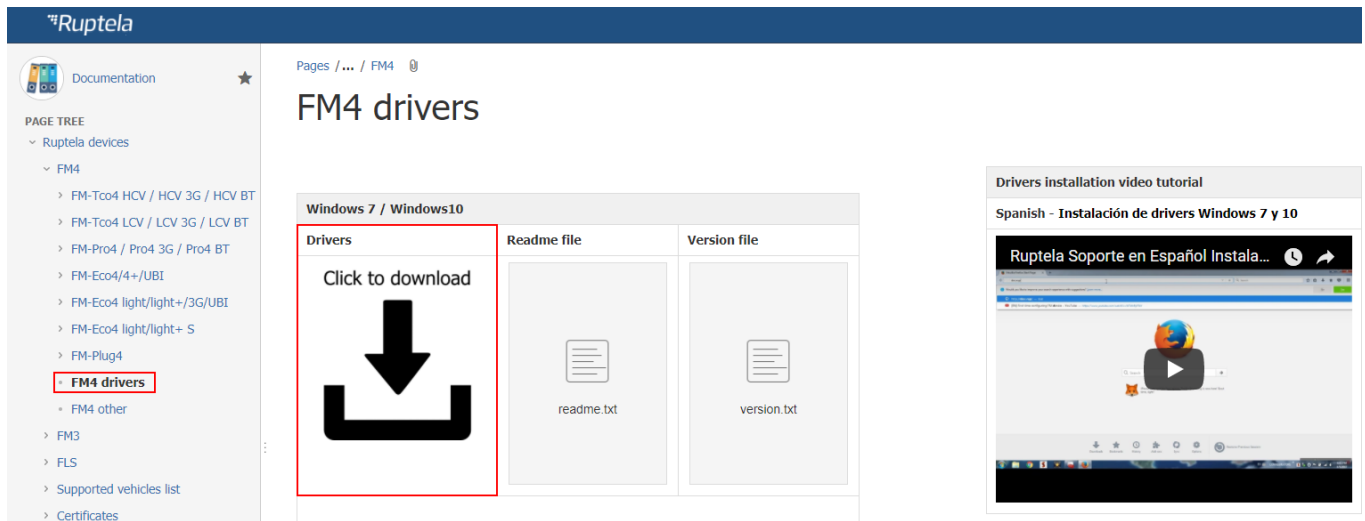 Ruptela
Documentation
PAGE TREE
Ruptela devices
FM4
FM-Tco4 HCV / HCV 3G / HCV BT
FM-Tco4 LCV / LCV 3G / LCV BT
FM-Pro4 / Pro4 3G / Pro4 BT
FM-Eco4/4+/UBI
FM-Eco4 light/light+/3G/UBI
FM-Eco4 light/light+ S
FM-Plug4
FM4 drivers
FM4 other
FM3
FLS
Supported vehicles list
Certificates
Pages / ... / FM4
FM4 drivers
Windows 7 / Windows10
Drivers
Readme file
Version file
Click to download
readme.txt
version.txt
Drivers installation video tutorial
Spanish - Instalación de drivers Windows 7 y 10
Ruptela Soporte en Español Instala...